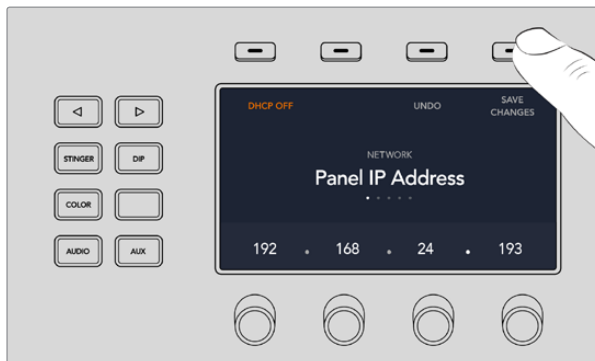 DHCP OFF
UNDO
SAVE
CHANGES
NETWORK
Panel IP Address
192 . 168 . 24 . 193
STINGER
DIP
COLOR
AUDIO
AUX